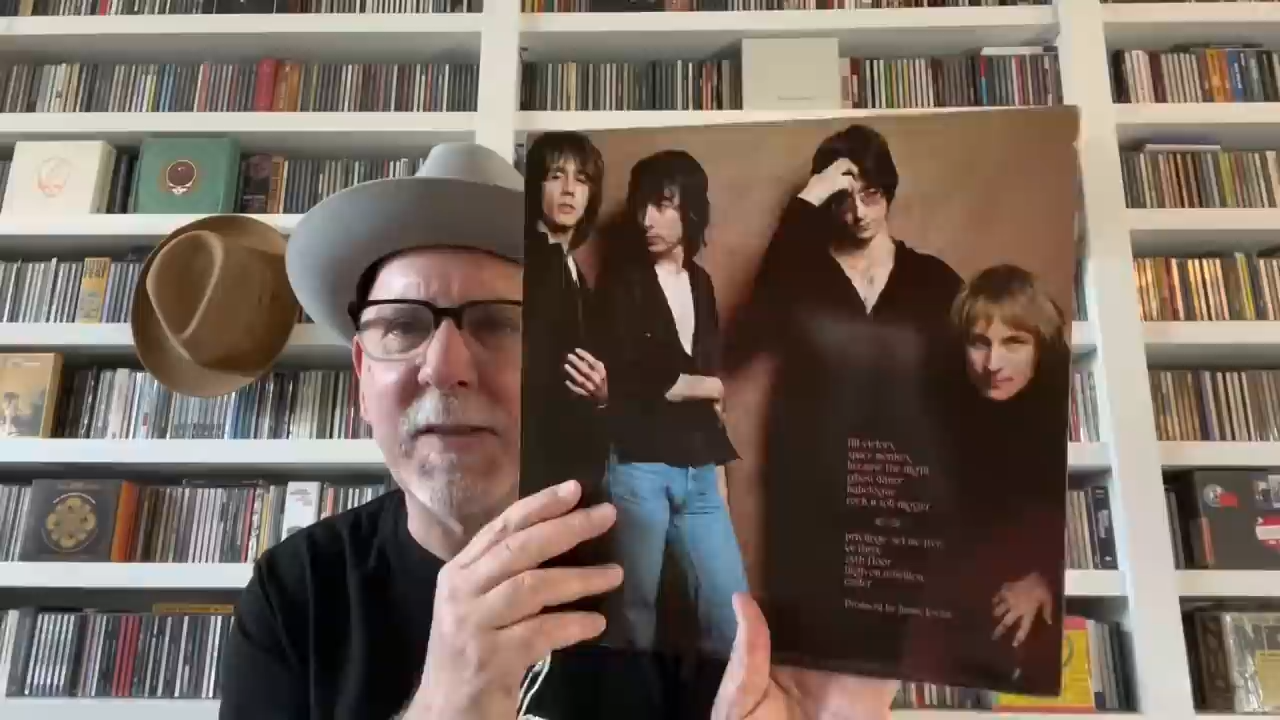 till victory,
space monkey,
because the night
ghost dance
babelogue
rock n roll nigger
privilege set me free
we three
25th floor
high on rebellion
easter
Produced by Jimmy Iovine